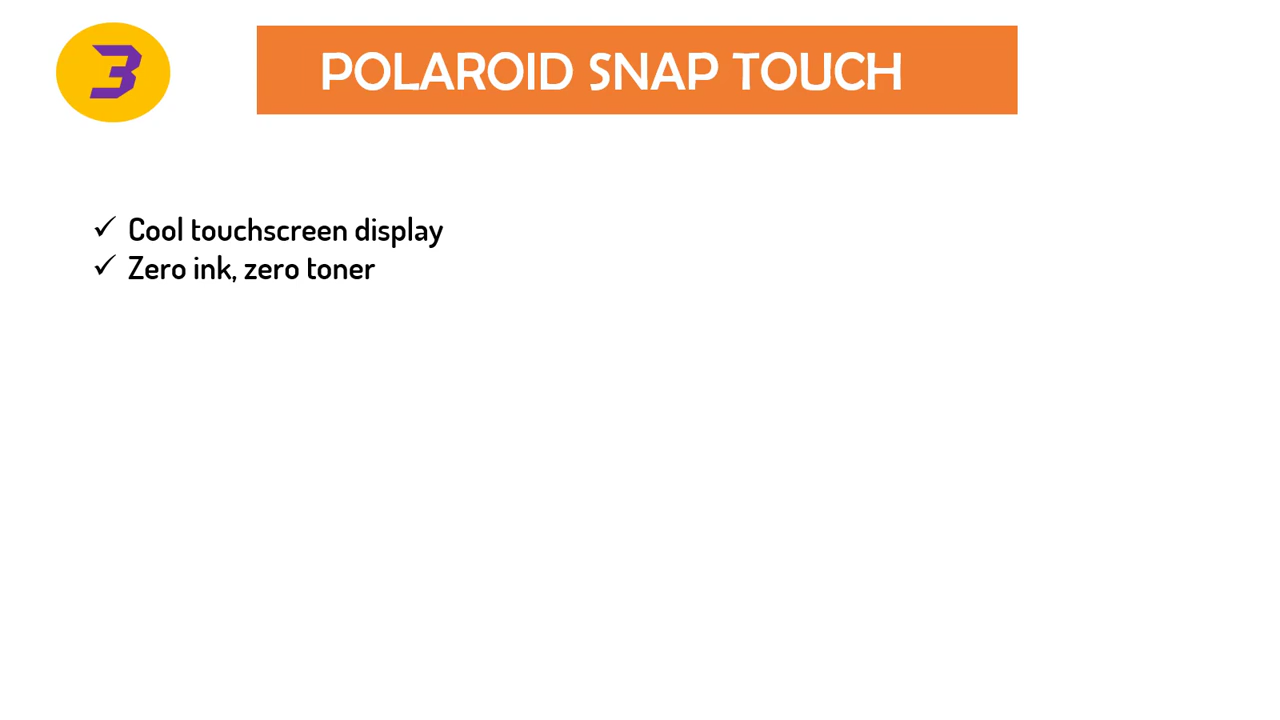 3
POLAROID SNAP TOUCH
✓ Cool touchscreen display
✓ Zero ink, zero toner